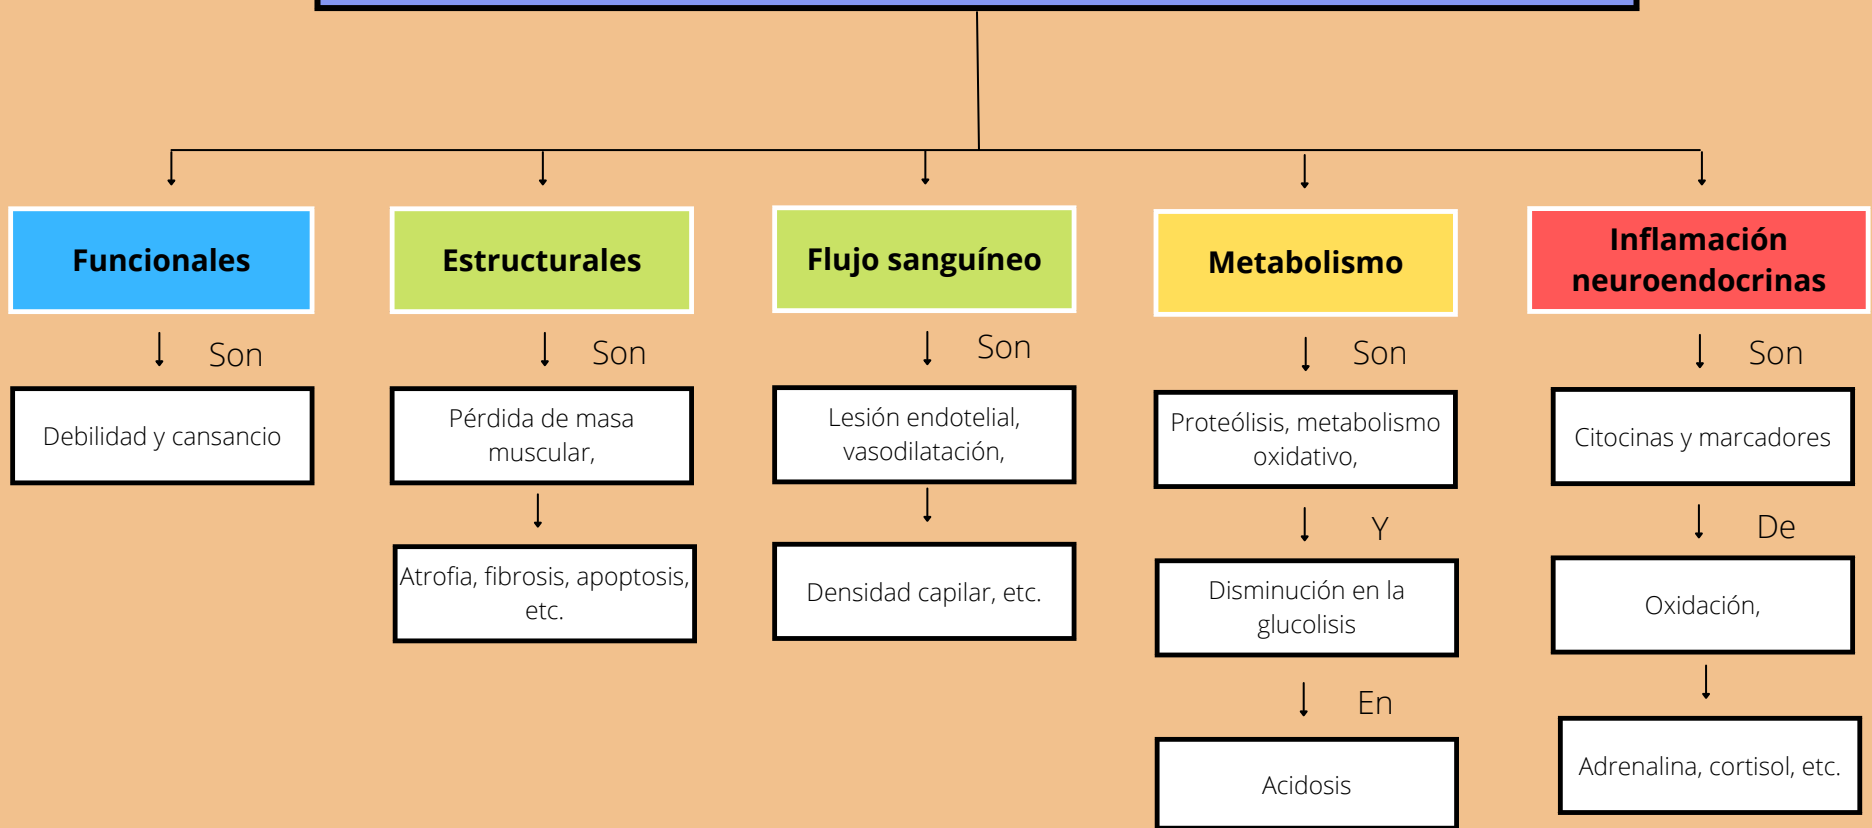 Funcionales
Son
Debilidad y cansancio
Estructurales
Son
Pérdida de masa
muscular,
Atrofia, fibrosis, apoptosis,
etc.
Flujo sanguíneo
Son
Lesión endotelial,
vasodilatación,
Densidad capilar, etc.
Metabolismo
Son
Proteólisis, metabolismo
oxidativo,
Y
Disminución en la
glucolisis
En
Acidosis
Inflamación
neuroendocrinas
Son
Citocinas y marcadores
De
Oxidación,
Adrenalina, cortisol, etc.